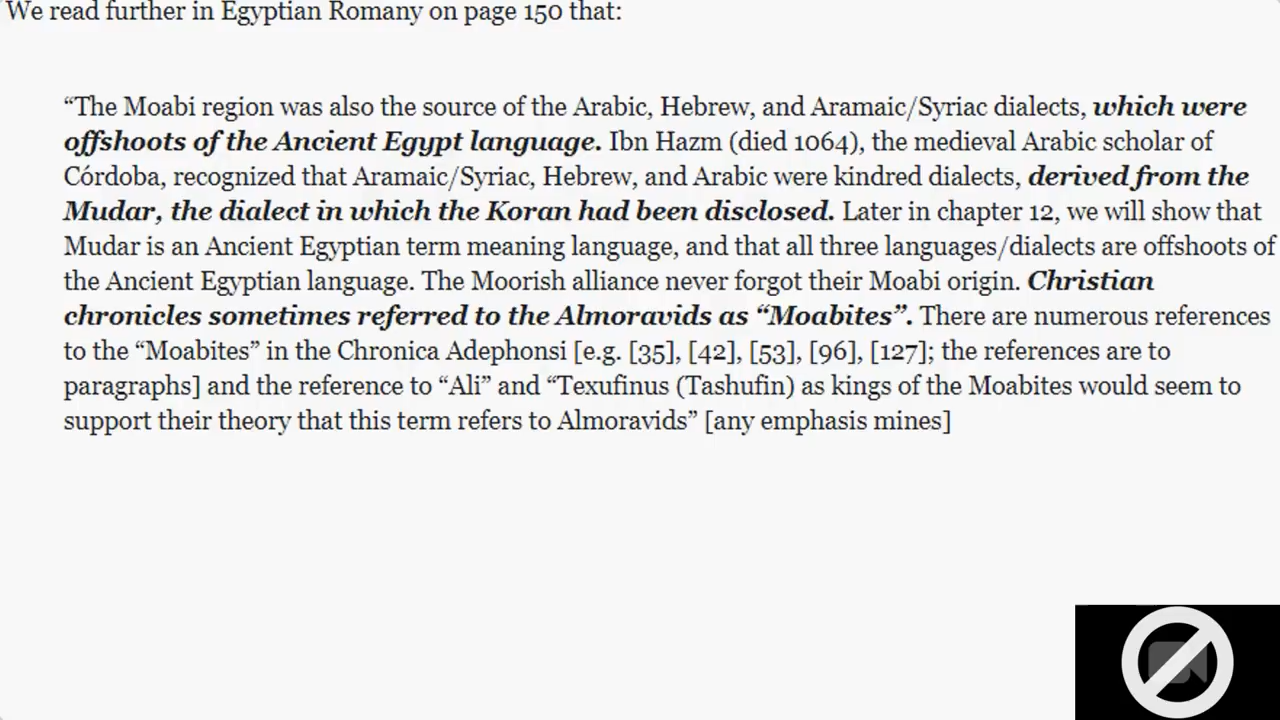 We read further in Egyptian Romany on page 150 that:
“The Moabi region was also the source of the Arabic, Hebrew, and Aramaic/Syriac dialects, which were
offshoots of the Ancient Egypt language. Ibn Hazm (died 1064), the medieval Arabic scholar of
Córdoba, recognized that Aramaic/Syriac, Hebrew, and Arabic were kindred dialects, derived from the
Mudar, the dialect in which the Koran had been disclosed. Later in chapter 12, we will show that
Mudar is an Ancient Egyptian term meaning language, and that all three languages/dialects are offshoots of
the Ancient Egyptian language. The Moorish alliance never forgot their Moabi origin. Christian
chronicles sometimes referred to the Almoravids as “Moabites”. There are numerous references
to the “Moabites” in the Chronica Adephonsi [e.g. [35], [42], [53], [96], [127]; the references are to
paragraphs] and the reference to “Ali” and “Texufinus (Tashufin) as kings of the Moabites would seem to
support their theory that this term refers to Almoravids” [any emphasis mines]